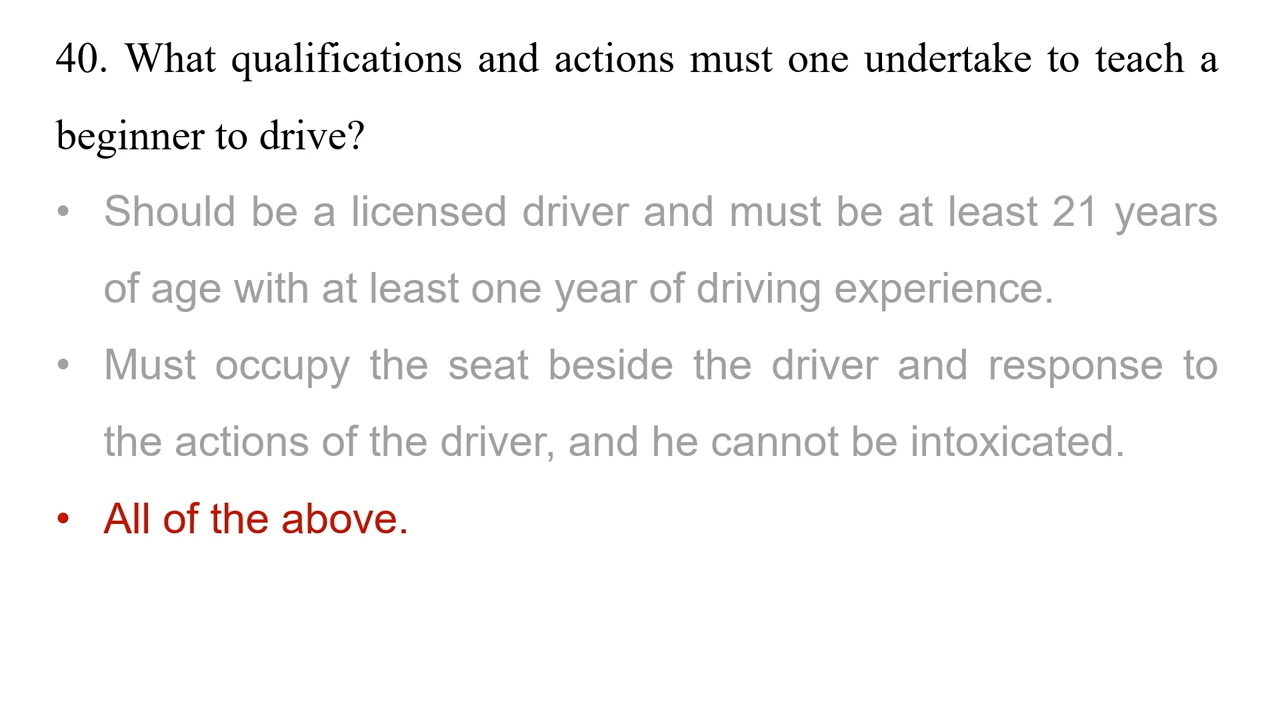 40. What qualifications and actions must one undertake to teach a
beginner to drive?
• Should be a licensed driver and must be at least 21 years
of age with at least one year of driving experience.
• Must occupy the seat beside the driver and response to
the actions of the driver, and he cannot be intoxicated.
• All of the above.